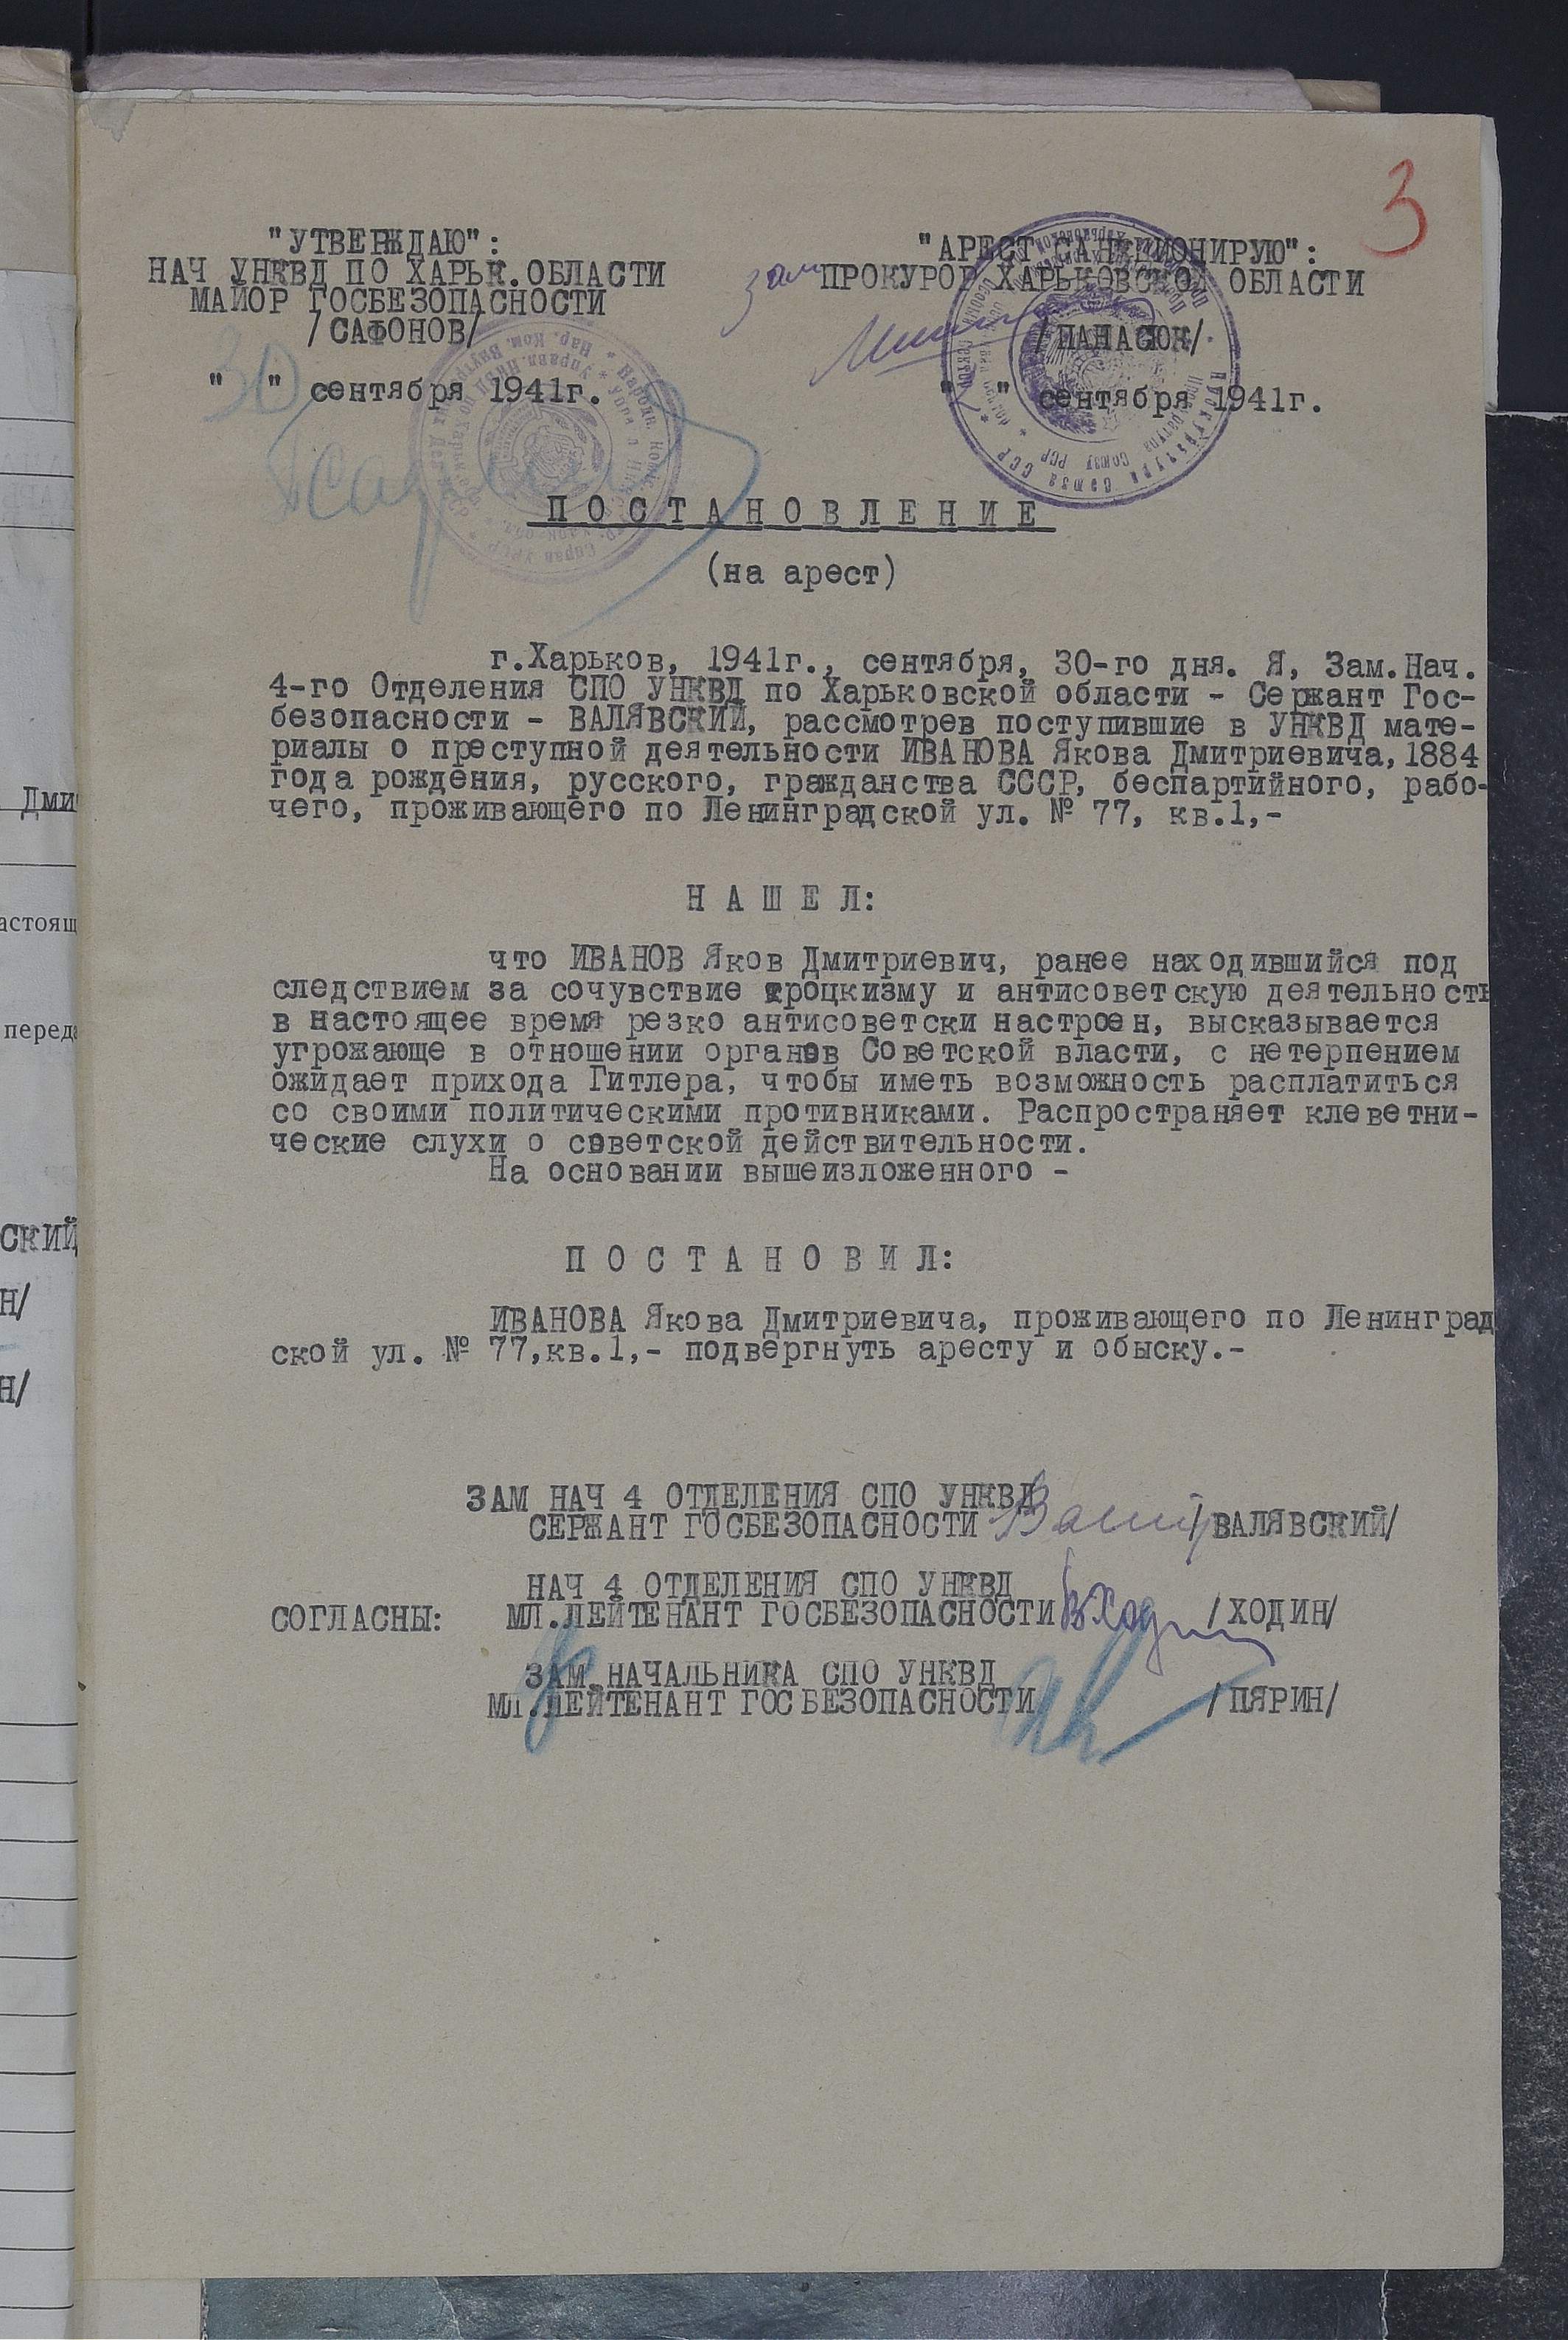 3
"УТВЕРЖДАЮ":
НАЧ УНКВД ПО ХАРЬК.ОБЛАСТИ
МАЙОР ГОСБЕЗОПАСНОСТИ
/САФОНОВ/
"30" сентября 1941г.
"АРЕСТ САНКЦИОНИРУЮ":
зам ПРОКУРОР ХАРЬКОВСКОЙ ОБЛАСТИ
/ПАНАСЮК/
" " сентября 1941г.
ПОСТАНОВЛЕНИЕ
(на арест)
г.Харьков, 1941г., сентября, 30-го дня. Я, Зам.Нач.
4-го Отделения СПО УНКВД по Харьковской области - Сержант Гос-
безопасности - ВАЛЯВСКИЙ, рассмотрев поступившие в УНКВД мате-
риалы о преступной деятельности ИВАНОВА Якова Дмитриевича, 1884
года рождения, русского, гражданства СССР, беспартийного, рабо-
чего, проживающего по Ленинградской ул. № 77, кв.1,-
НАШЕЛ:
что ИВАНОВ Яков Дмитриевич, ранее находившийся под
следствием за сочувствие троцкизму и антисоветскую деятельность
в настоящее время резко антисоветски настроен, высказывается
угрожающе в отношении органов Советской власти, с нетерпением
ожидает прихода Гитлера, чтобы иметь возможность расплатиться
со своими политическими противниками. Распространяет клеветни-
ческие слухи о советской действительности.
На основании вышеизложенного -
ПОСТАНОВИЛ:
ИВАНОВА Якова Дмитриевича, проживающего по Ленинград
ской ул. № 77,кв.1,- подвергнуть аресту и обыску.-
ЗАМ НАЧ 4 ОТДЕЛЕНИЯ СПО УНКВД
СЕРЖАНТ ГОСБЕЗОПАСНОСТИ /ВАЛЯВСКИЙ/
НАЧ 4 ОТДЕЛЕНИЯ СПО УНКВД
СОГЛАСНЫ: МЛ.ЛЕЙТЕНАНТ ГОСБЕЗОПАСНОСТИ /ХОДИН/
ЗАМ.НАЧАЛЬНИКА СПО УНКВД
МЛ.ЛЕЙТЕНАНТ ГОСБЕЗОПАСНОСТИ /ПЯРИН/